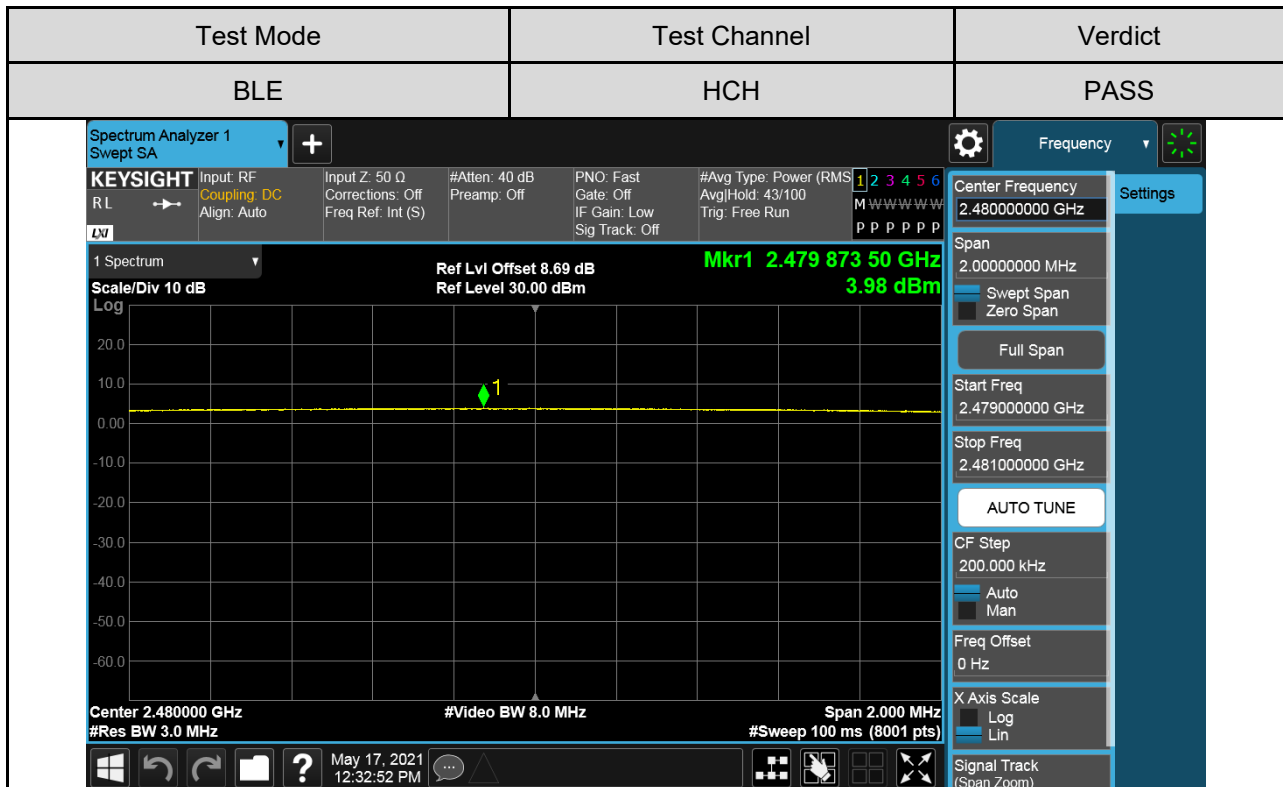 Test Mode Test Channel Verdict
BLE HCH PASS
Spectrum Analyzer 1
Swept SA
Frequency
KEYSIGHT Input: RF Input Z: 50 Ω #Atten: 40 dB PNO: Fast #Avg Type: Power (RMS 1 2 3 4 5 6
RL Coupling: DC Corrections: Off Preamp: Off Gate: Off Avg|Hold: 43/100 M W W W W W
Align: Auto Freq Ref: Int (S) IF Gain: Low Trig: Free Run
LXI Sig Track: Off P P P P P P
1 Spectrum Ref Lvl Offset 8.69 dB Mkr1 2.479 873 50 GHz
Scale/Div 10 dB Ref Level 30.00 dBm 3.98 dBm
Log
20.0
10.0
1
0.00
-10.0
-20.0
-30.0
-40.0
-50.0
-60.0
Center 2.480000 GHz #Video BW 8.0 MHz Span 2.000 MHz
#Res BW 3.0 MHz #Sweep 100 ms (8001 pts)
May 17, 2021
12:32:52 PM
Center Frequency
2.480000000 GHz
Settings
Span
2.00000000 MHz
Swept Span
Zero Span
Full Span
Start Freq
2.479000000 GHz
Stop Freq
2.481000000 GHz
AUTO TUNE
CF Step
200.000 kHz
Auto
Man
Freq Offset
0 Hz
X Axis Scale
Log
Lin
Signal Track
(Span Zoom)